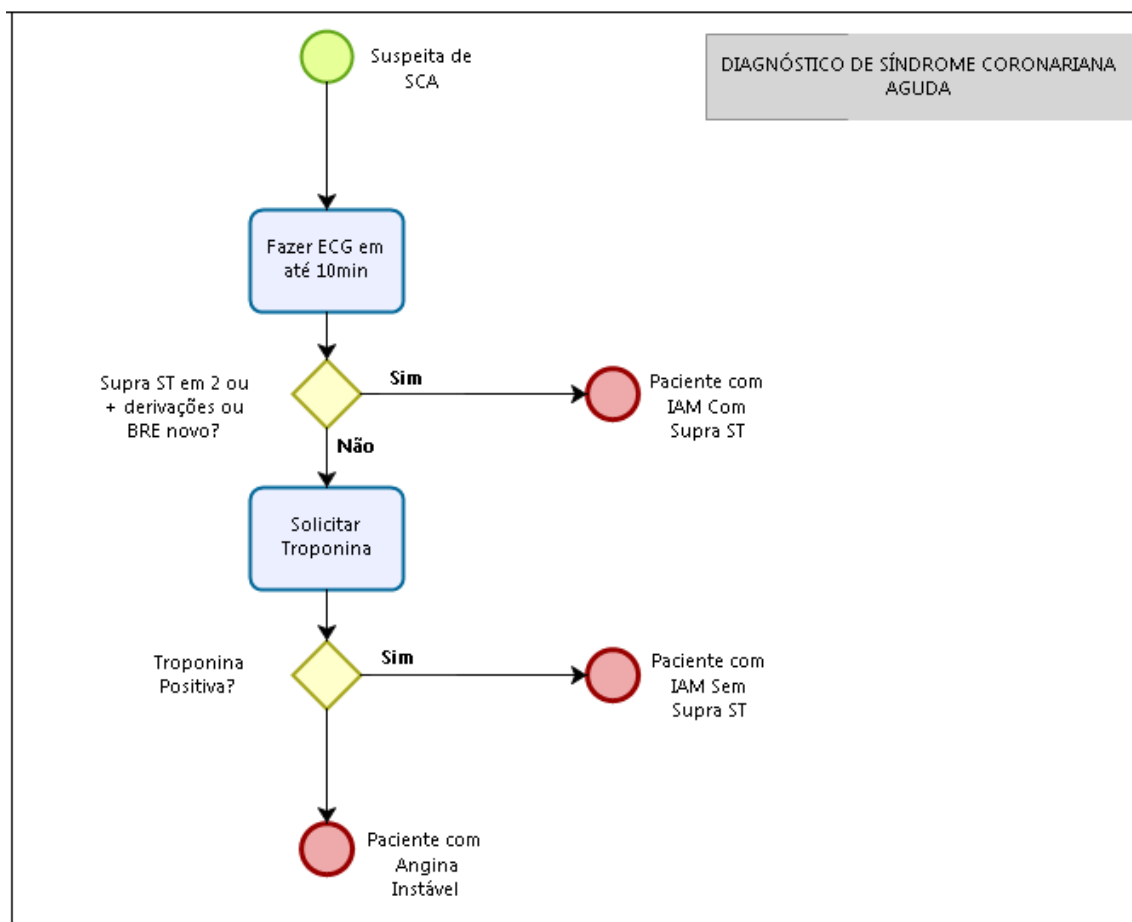 Suspeita de
SCA
DIAGNÓSTICO DE SÍNDROME CORONARIANA
AGUDA
Fazer ECG em
até 10min
Supra ST em 2 ou
+ derivações ou
BRE novo?
Sim
Paciente com
IAM Com
Supra ST
Não
Solicitar
Troponina
Troponina
Positiva?
Sim
Paciente com
IAM Sem
Supra ST
Paciente com
Angina
Instável